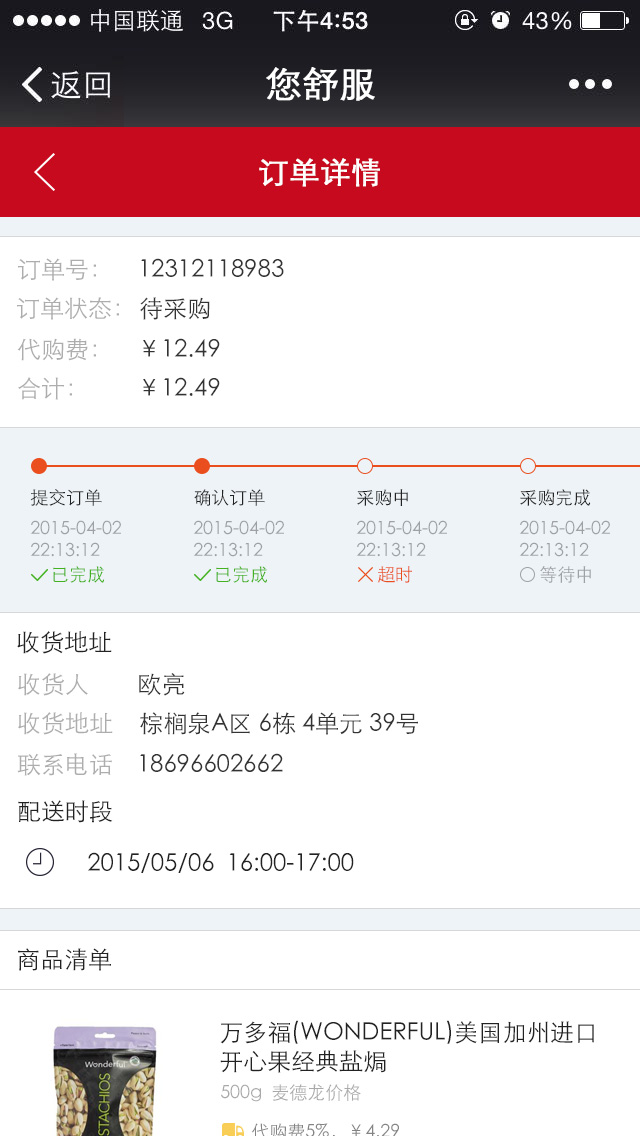 中国联通 3G 下午4:53 43%
返回 您舒服
订单详情
订单号： 12312118983
订单状态： 待采购
代购费： ￥12.49
合计： ￥12.49
提交订单 确认订单 采购中 采购完成
2015-04-02 2015-04-02 2015-04-02 2015-04-02
22:13:12 22:13:12 22:13:12 22:13:12
已完成 已完成 超时 等待中
收货地址
收货人 欧亮
收货地址 棕榈泉A区 6栋 4单元 39号
联系电话 18696602662
配送时段
2015/05/06 16:00-17:00
商品清单
万多福(WONDERFUL)美国加州进口
开心果经典盐焗
500g 麦德龙价格
Wonderful
STACHIOS
代购费5%，￥4.29